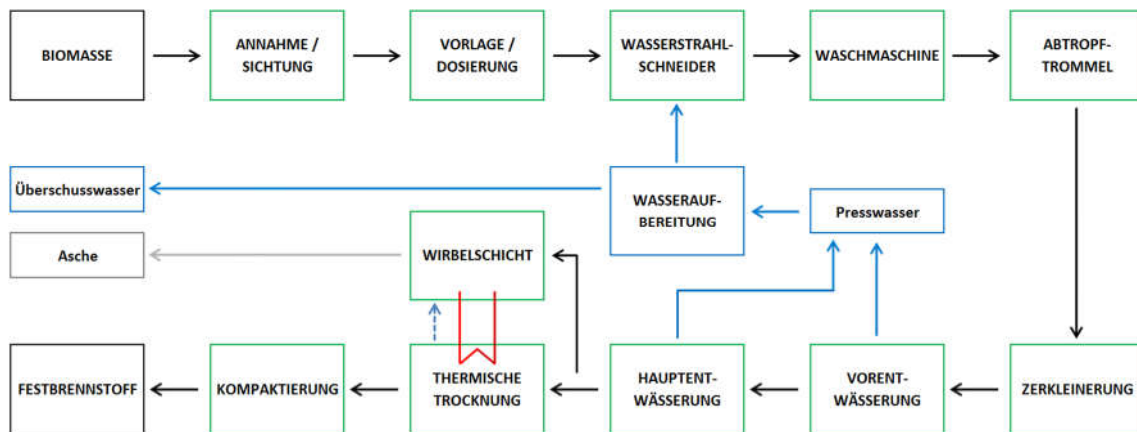 BIOMASSE
ANNAHME /
SICHTUNG
VORLAGE /
DOSIERUNG
WASSERSTRAHL-
SCHNEIDER
WASCHMASCHINE
ABTROPF-
TROMMEL
Überschusswasser
WASSERAUF-
BEREITUNG
Presswasser
Asche
WIRBELSCHICHT
FESTBRENNSTOFF
KOMPAKTIERUNG
THERMISCHE
TROCKNUNG
HAUPTENT-
WÄSSERUNG
VORENT-
WÄSSERUNG
ZERKLEINERUNG